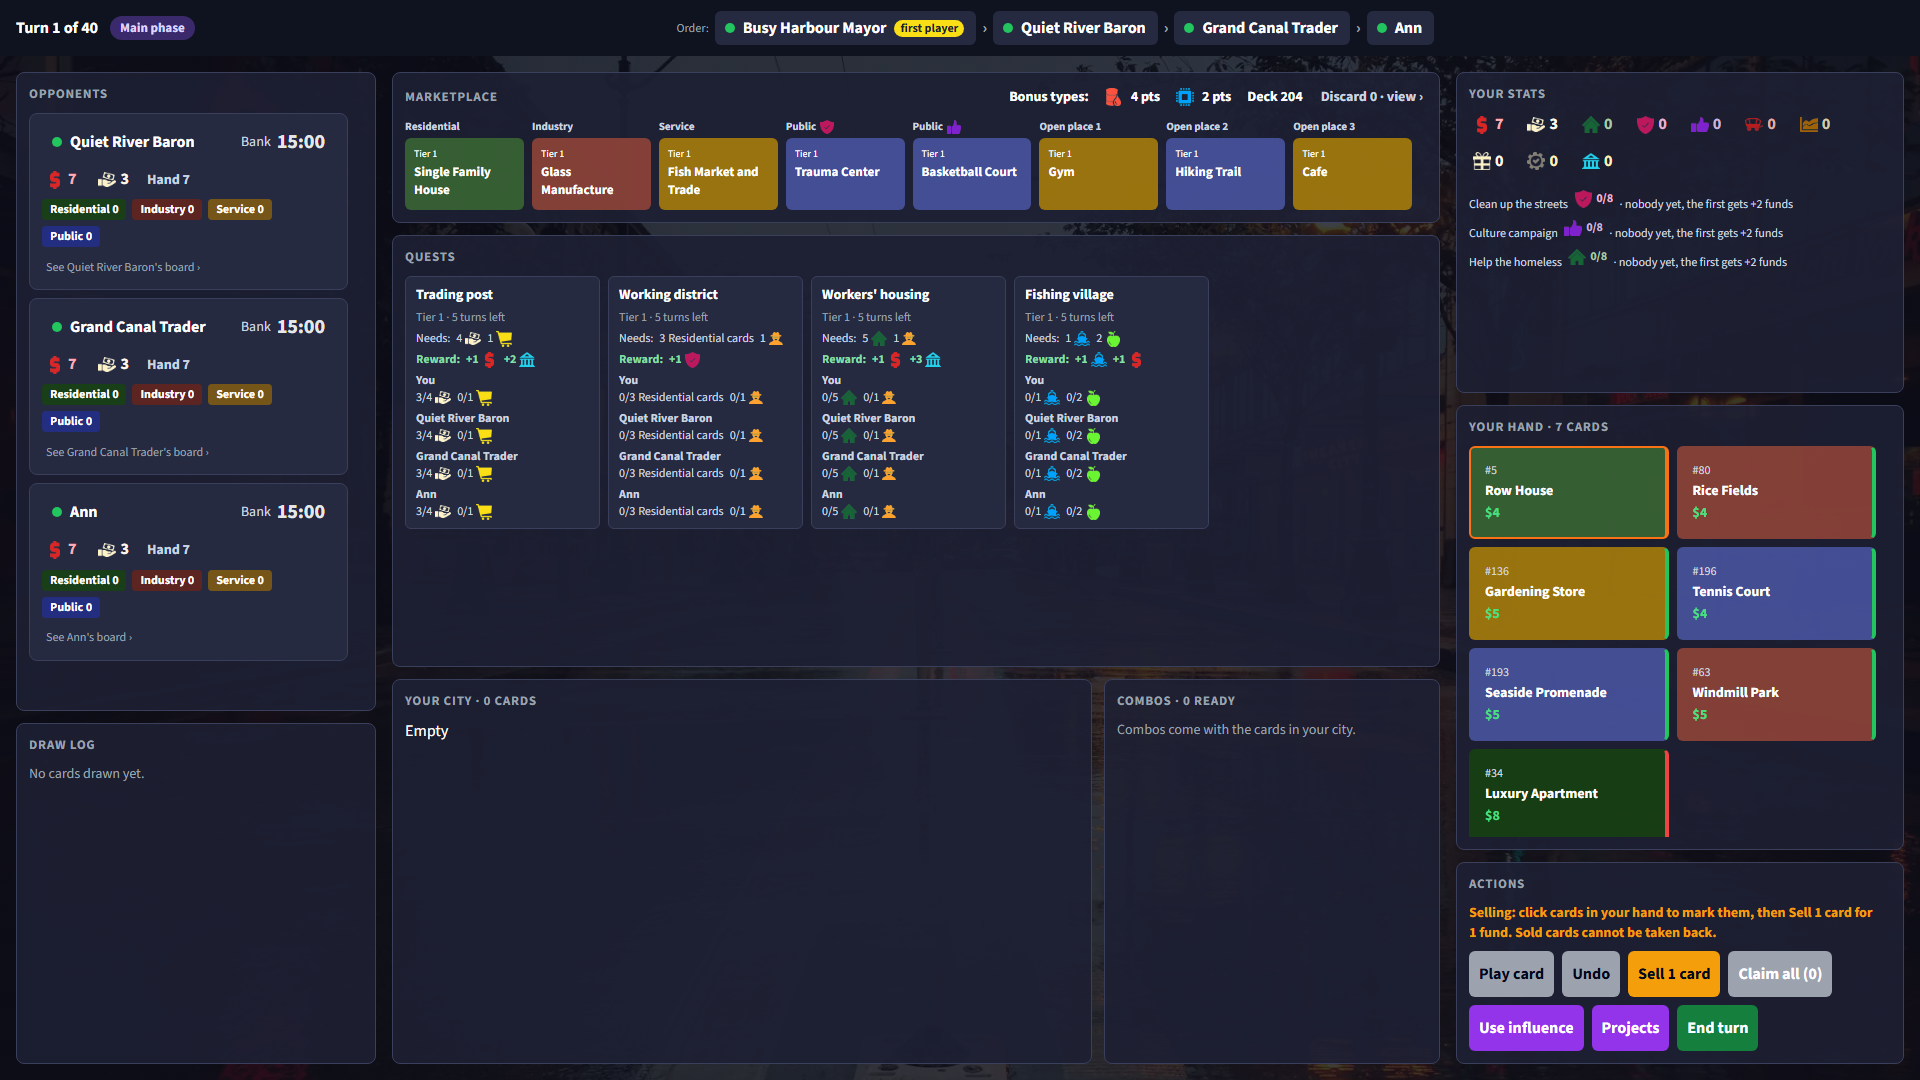 Turn 1 of 40
Main phase
Order:
Busy Harbour Mayor first player › Quiet River Baron › Grand Canal Trader › Ann
OPPONENTS
Quiet River Baron Bank 15:00
7 3 Hand 7
Residential 0 Industry 0 Service 0
Public 0
See Quiet River Baron's board ›
Grand Canal Trader Bank 15:00
7 3 Hand 7
Residential 0 Industry 0 Service 0
Public 0
See Grand Canal Trader's board ›
Ann Bank 15:00
7 3 Hand 7
Residential 0 Industry 0 Service 0
Public 0
See Ann's board ›
DRAW LOG
No cards drawn yet.
MARKETPLACE
Bonus types: 4 pts 2 pts Deck 204 Discard 0 · view ›
Residential
Tier 1
Single Family
House
Industry
Tier 1
Glass
Manufacture
Service
Tier 1
Fish Market and
Trade
Public
Tier 1
Trauma Center
Public
Tier 1
Basketball Court
Open place 1
Tier 1
Gym
Open place 2
Tier 1
Hiking Trail
Open place 3
Tier 1
Cafe
QUESTS
Trading post
Tier 1 · 5 turns left
Needs: 4 1
Reward: +1 +2
You
3/4 0/1
Quiet River Baron
3/4 0/1
Grand Canal Trader
3/4 0/1
Ann
3/4 0/1
Working district
Tier 1 · 5 turns left
Needs: 3 Residential cards 1
Reward: +1
You
0/3 Residential cards 0/1
Quiet River Baron
0/3 Residential cards 0/1
Grand Canal Trader
0/3 Residential cards 0/1
Ann
0/3 Residential cards 0/1
Workers' housing
Tier 1 · 5 turns left
Needs: 5 1
Reward: +1 +3
You
0/5 0/1
Quiet River Baron
0/5 0/1
Grand Canal Trader
0/5 0/1
Ann
0/5 0/1
Fishing village
Tier 1 · 5 turns left
Needs: 1 2
Reward: +1 +1
You
0/1 0/2
Quiet River Baron
0/1 0/2
Grand Canal Trader
0/1 0/2
Ann
0/1 0/2
YOUR CITY · 0 CARDS
Empty
COMBOS · 0 READY
Combos come with the cards in your city.
YOUR STATS
7 3 0 0 0 0 0
0 0 0
Clean up the streets 0/8 · nobody yet, the first gets +2 funds
Culture campaign 0/8 · nobody yet, the first gets +2 funds
Help the homeless 0/8 · nobody yet, the first gets +2 funds
YOUR HAND · 7 CARDS
#5
Row House
$4
#80
Rice Fields
$4
#136
Gardening Store
$5
#196
Tennis Court
$4
#193
Seaside Promenade
$5
#63
Windmill Park
$5
#34
Luxury Apartment
$8
ACTIONS
Selling: click cards in your hand to mark them, then Sell 1 card for
1 fund. Sold cards cannot be taken back.
Play card Undo Sell 1 card Claim all (0)
Use influence Projects End turn